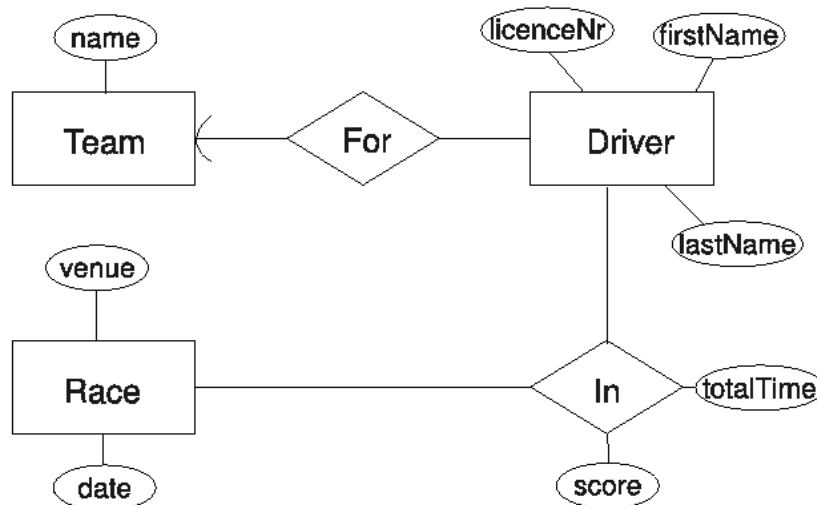 name
licenceNr
firstName
Team
For
Driver
lastName
venue
Race
In
totalTime
date
score